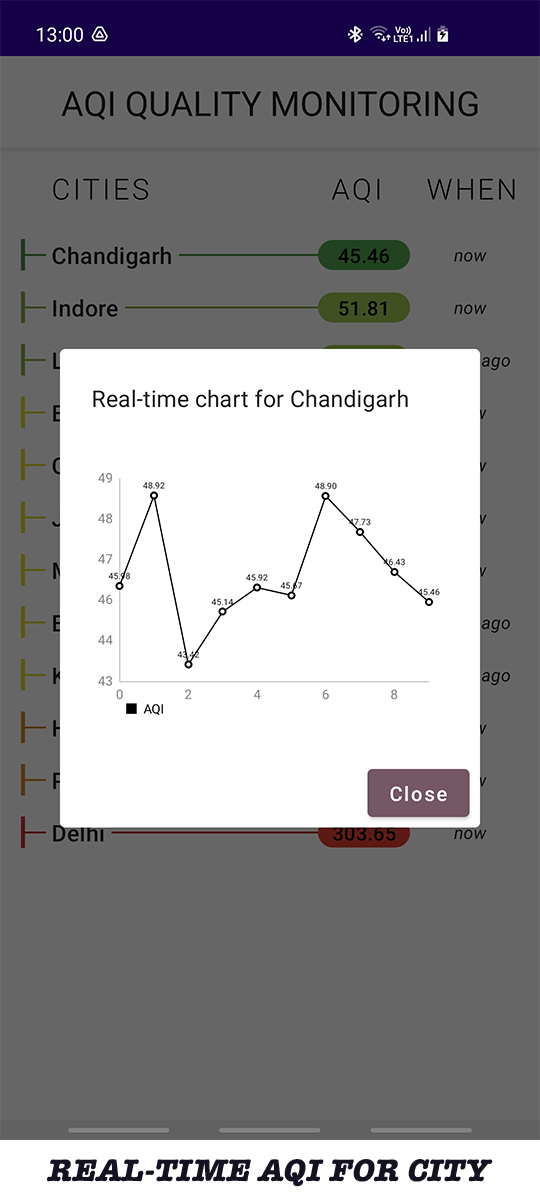 13:00 Vo)) LTE1
AQI QUALITY MONITORING
CITIES AQI WHEN
Chandigarh 45.46 now
Indore 51.81 now
ago
Real-time chart for Chandigarh
49
48.92 48.90
48
47.73
47
46.43
45.98 45.92 45.67 45.46
46
45.14
44
43.42
43
0 2 4 6 8
AQI
ago
ago
Close
Delhi 303.65 now
REAL-TIME AQI FOR CITY